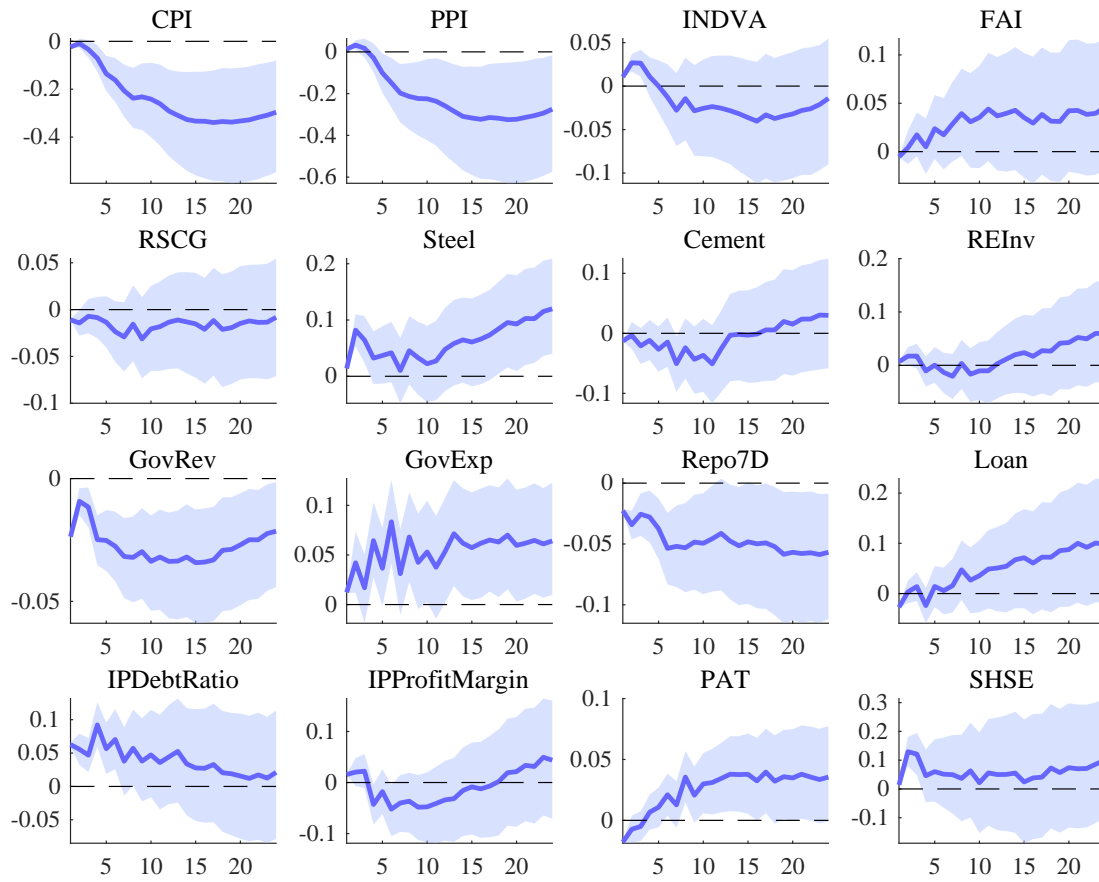 CPI PPI INDVA FAI
0 -0.2 -0.4
0 -0.2 -0.4 -0.6
0.05 0 -0.05 -0.1
0.1 0.05 0
5 10 15 20 5 10 15 20 5 10 15 20 5 10 15 20
RSCG Steel Cement REInv
0.05 0 -0.05 -0.1
0.2 0.1 0
0.1 0 -0.1
0.2 0.1 0
5 10 15 20 5 10 15 20 5 10 15 20 5 10 15 20
GovRev GovExp Repo7D Loan
0 -0.05
0.1 0.05 0
0 -0.05 -0.1
0.2 0.1 0
5 10 15 20 5 10 15 20 5 10 15 20 5 10 15 20
IPDebtRatio IPProfitMargin PAT SHSE
0.1 0.05 0 -0.05
0.1 0 -0.1
0.1 0.05 0
0.3 0.2 0.1 0 -0.1
5 10 15 20 5 10 15 20 5 10 15 20 5 10 15 20